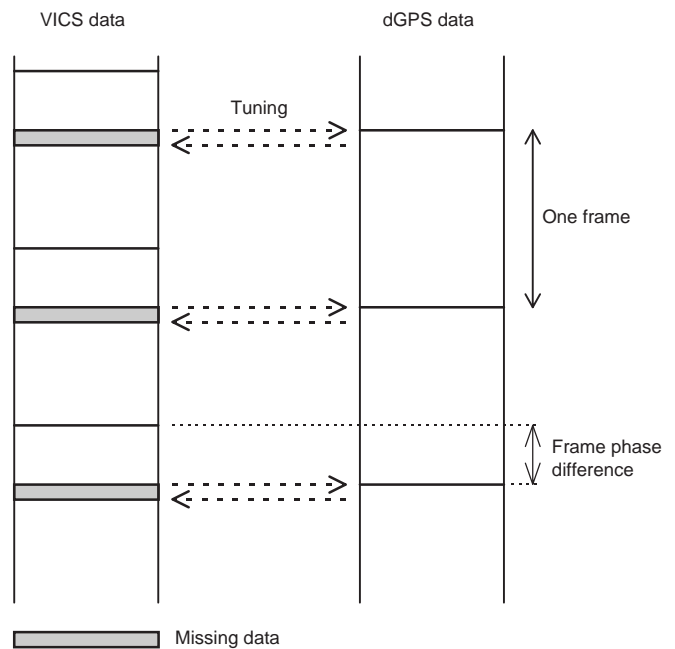 VICS data
dGPS data
Tuning
One frame
Frame phase
difference
Missing data